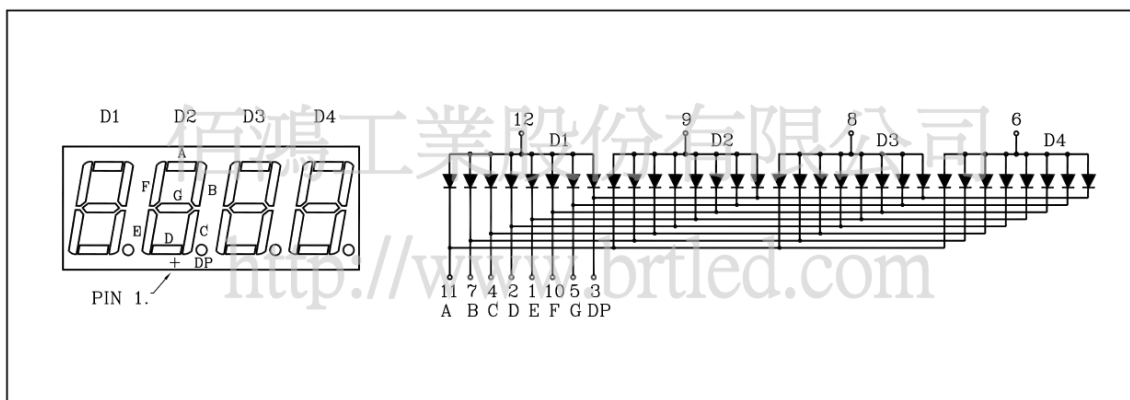 D1 D2 D3 D4
A
F B
G
E C
D
+ DP
PIN 1.
12 9 8 6
D1 D2 D3 D4
11 7 4 2 1 10 5 3
A B C D E F G DP
佰鴻工業股份有限公司
http://www.brtled.com